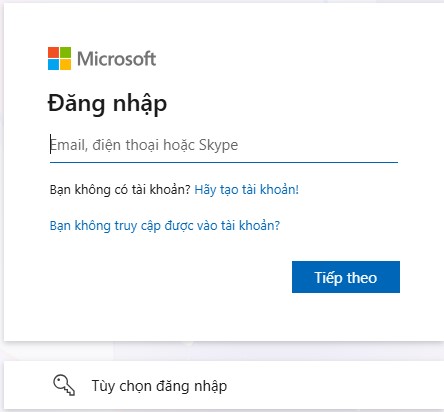 Microsoft
Đăng nhập
Email, điện thoại hoặc Skype
Bạn không có tài khoản? Hãy tạo tài khoản!
Bạn không truy cập được vào tài khoản?
Tiếp theo
Tùy chọn đăng nhập